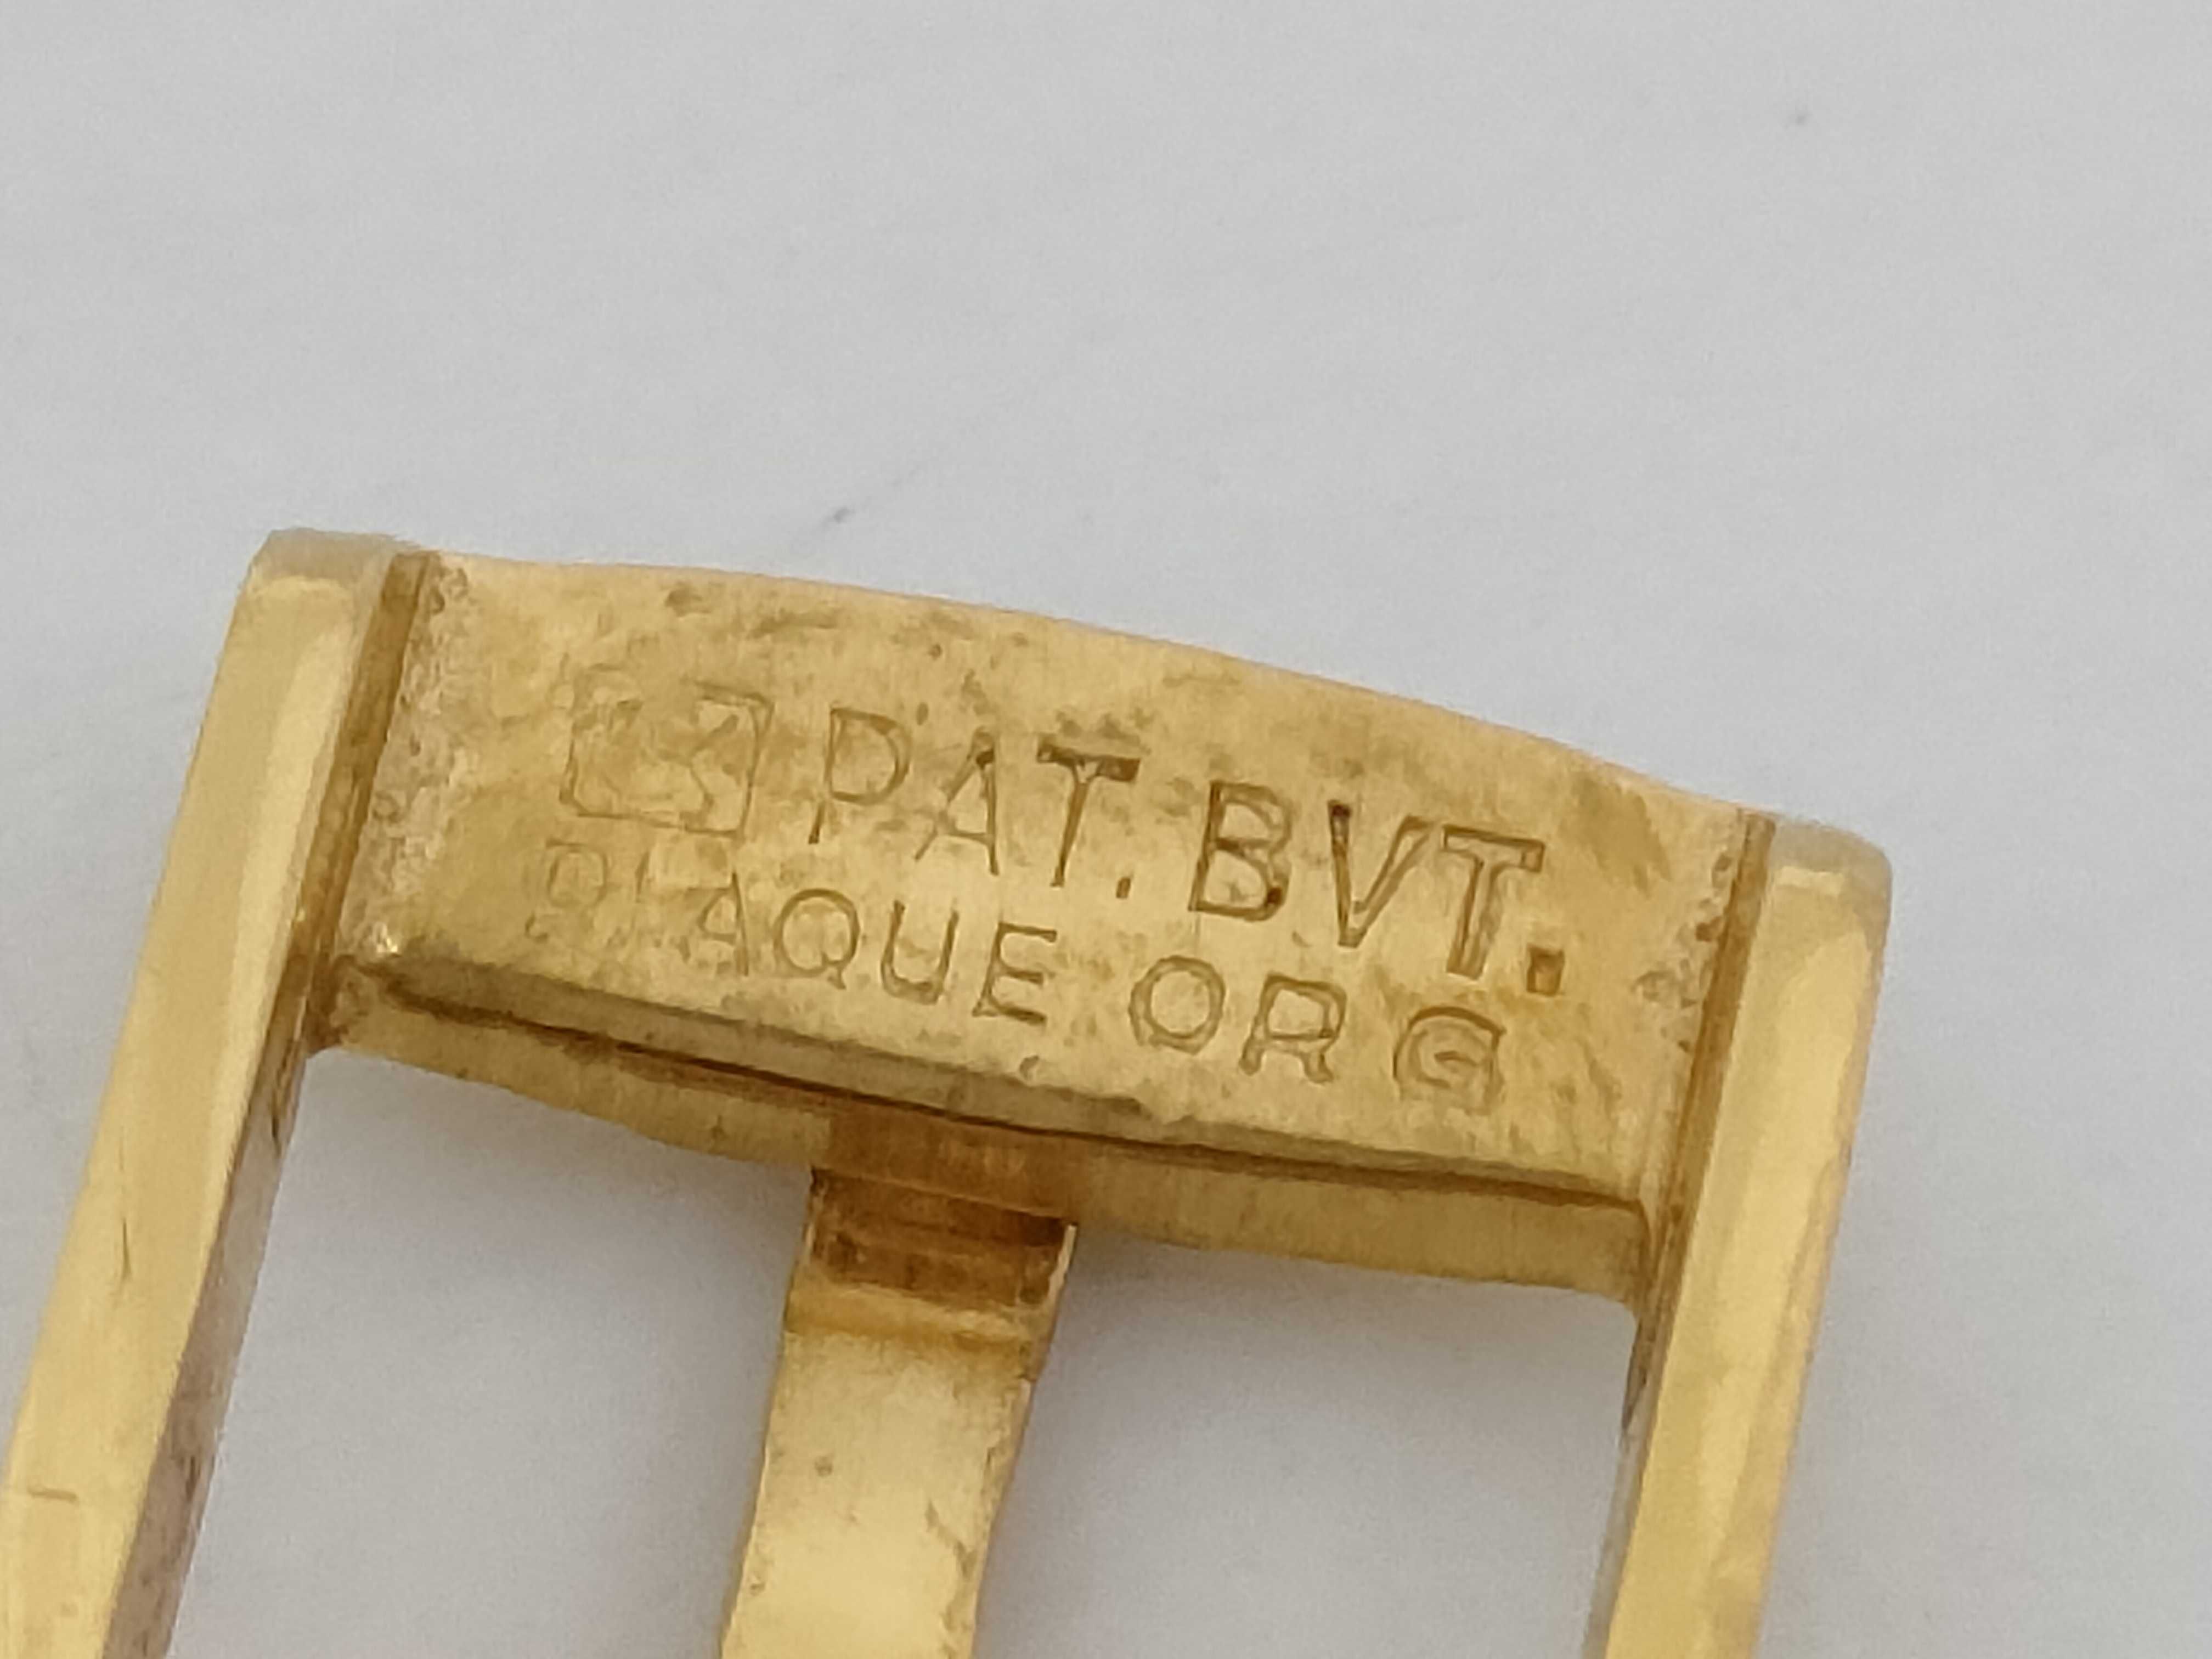 PAT. BVT.
PLAQUE OR G